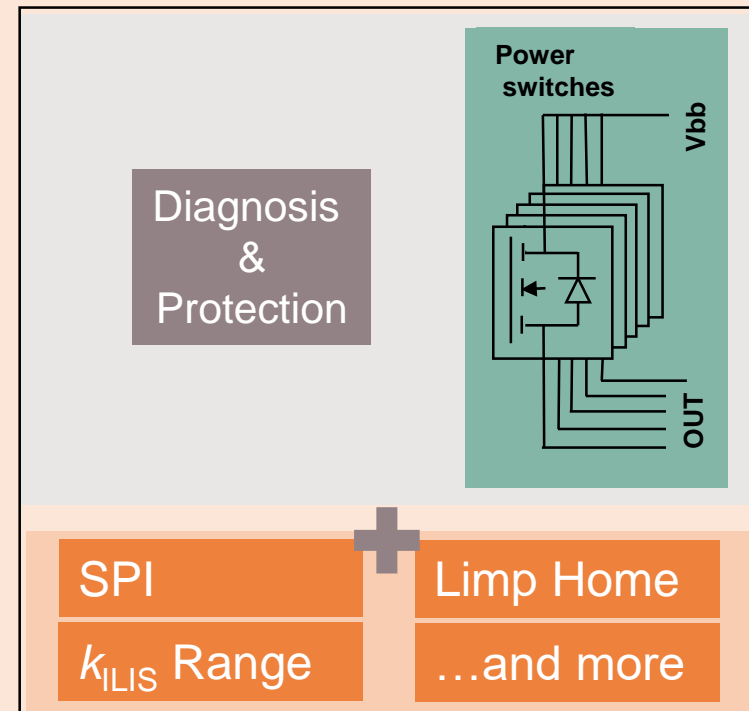 Power
switches
Vbb
Diagnosis
&
Protection
OUT
SPI
Limp Home
kILIS Range
…and more